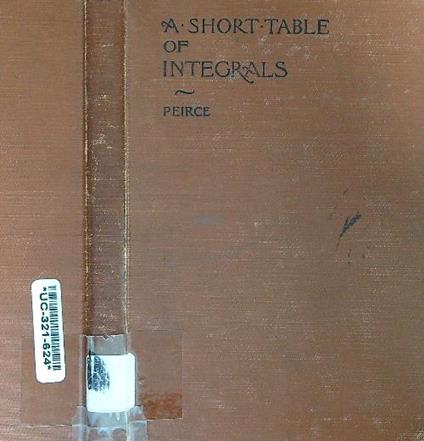 A·SHORT·TABLE
OF
INTEGRALS
~
PEIRCE
*UC-321-624*